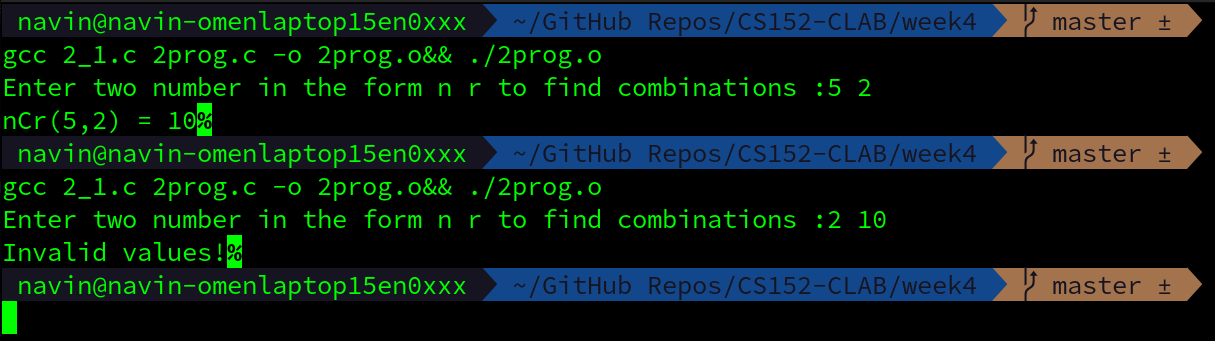 navin@navin-omenlaptop15en0xxx ~/GitHub Repos/CS152-CLAB/week4 master ±
gcc 2_1.c 2prog.c -o 2prog.o&& ./2prog.o
Enter two number in the form n r to find combinations :5 2
nCr(5,2) = 10%
navin@navin-omenlaptop15en0xxx ~/GitHub Repos/CS152-CLAB/week4 master ±
gcc 2_1.c 2prog.c -o 2prog.o&& ./2prog.o
Enter two number in the form n r to find combinations :2 10
Invalid values!%
navin@navin-omenlaptop15en0xxx ~/GitHub Repos/CS152-CLAB/week4 master ±